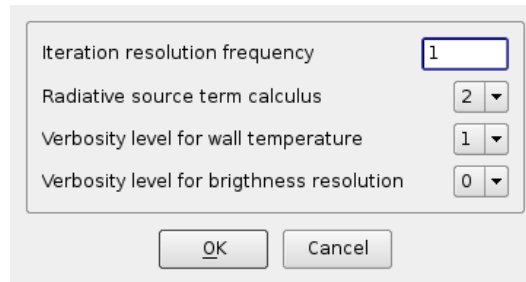 Iteration resolution frequency 1
Radiative source term calculus 2
Verbosity level for wall temperature 1
Verbosity level for brigthness resolution 0
OK Cancel